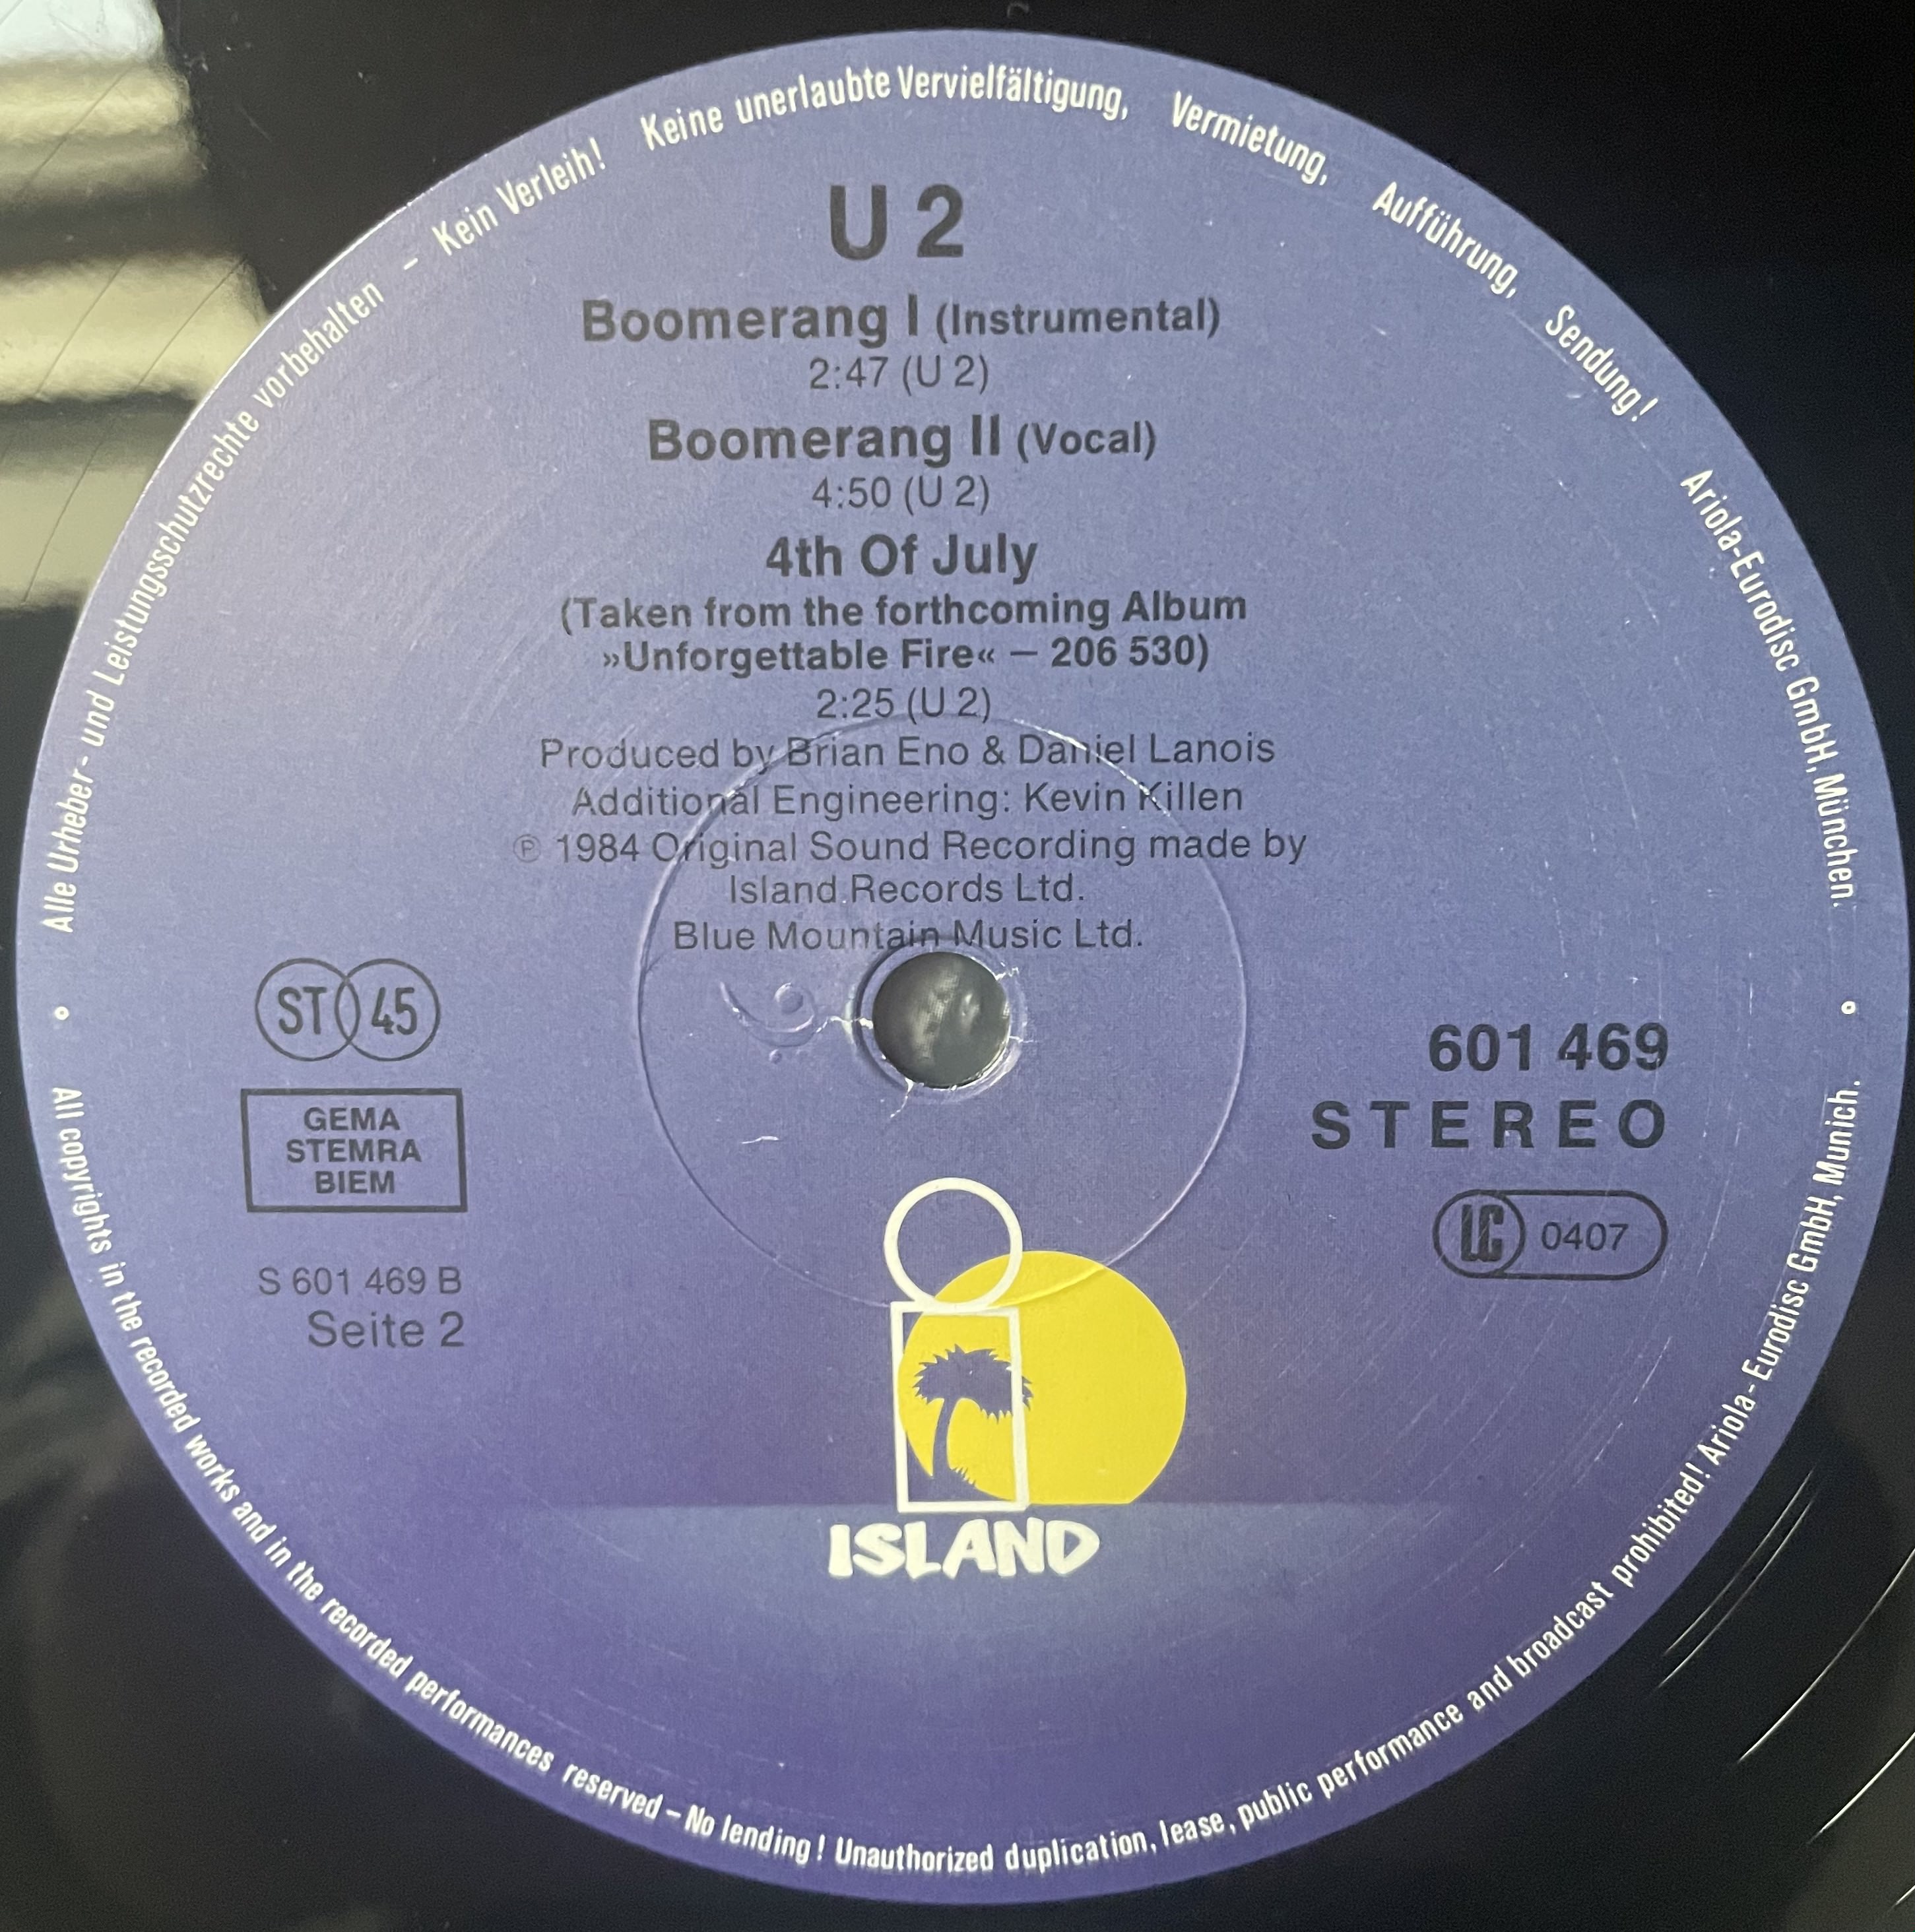 Alle Urheber- und Leistungsschutzrechte vorbehalten – Kein Verleih! Keine unerlaubte Vervielfältigung, Vermietung, Aufführung, Sendung! Ariola-Eurodisc GmbH, München.
U 2
Boomerang I (Instrumental)
2:47 (U 2)
Boomerang II (Vocal)
4:50 (U 2)
4th Of July
(Taken from the forthcoming Album
»Unforgettable Fire« – 206 530)
2:25 (U 2)
Produced by Brian Eno & Daniel Lanois
Additional Engineering: Kevin Killen
℗ 1984 Original Sound Recording made by
Island Records Ltd.
Blue Mountain Music Ltd.
ST 45
GEMA
STEMRA
BIEM
S 601 469 B
Seite 2
601 469
STEREO
LC 0407
ISLAND
All copyrights in the recorded works and in the recorded performances reserved – No lending! Unauthorized duplication, lease, public performance and broadcast prohibited! Ariola-Eurodisc GmbH, Munich.